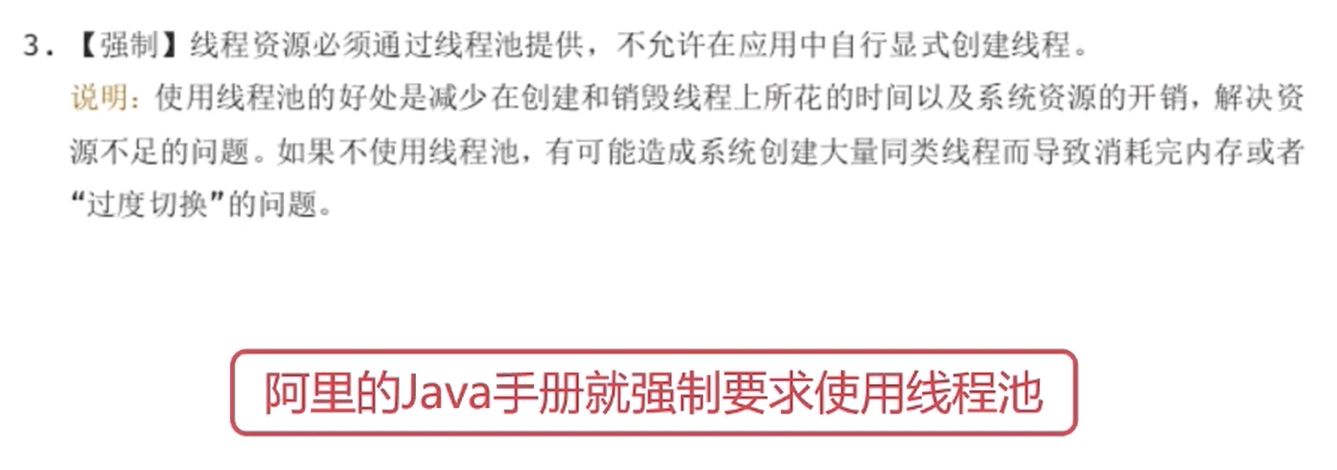 3. 【强制】线程资源必须通过线程池提供，不允许在应用中自行显式创建线程。
说明：使用线程池的好处是减少在创建和销毁线程上所花的时间以及系统资源的开销，解决资
源不足的问题。如果不使用线程池，有可能造成系统创建大量同类线程而导致消耗完内存或者
“过度切换”的问题。
阿里的Java手册就强制要求使用线程池